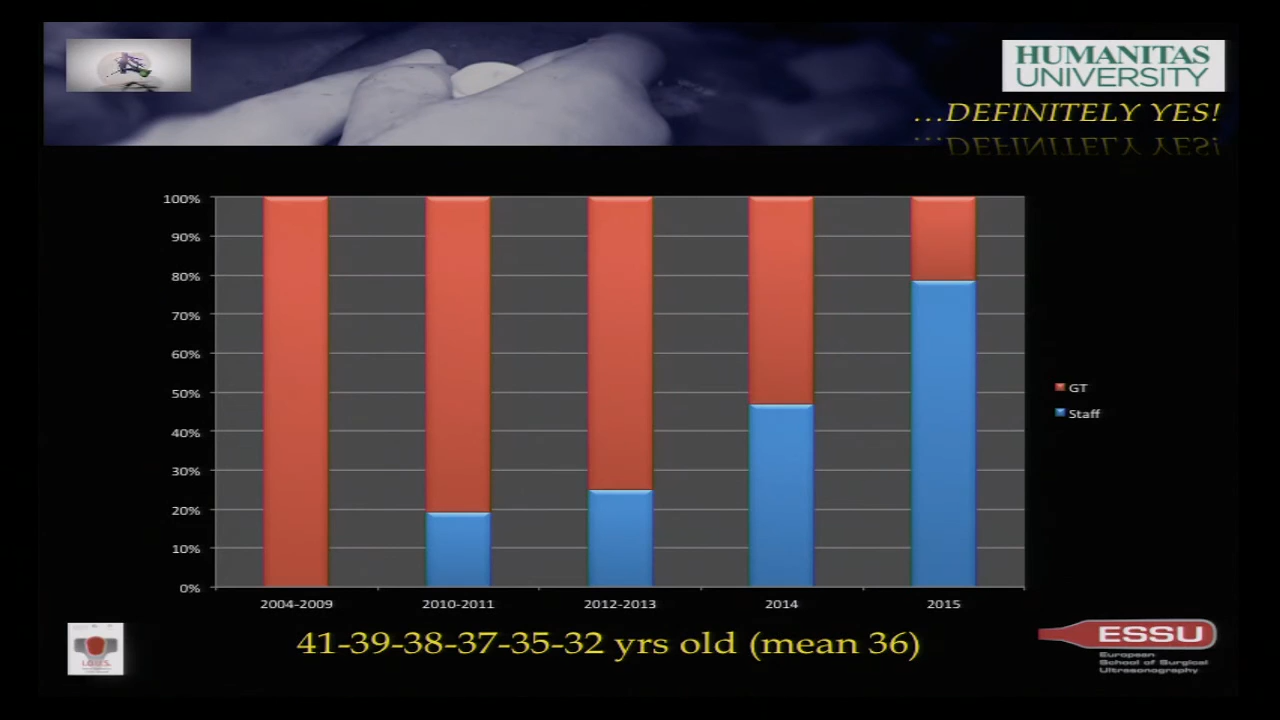 HUMANITAS
UNIVERSITY
...DEFINITELY YES!
100%
90%
80%
70%
60%
50%
40%
30%
20%
10%
0%
2004-2009
2010-2011
2012-2013
2014
2015
GT
Staff
41-39-38-37-35-32 yrs old (mean 36)
I.O.U.S.
ESSU
European
School of Surgical
Ultrasonography